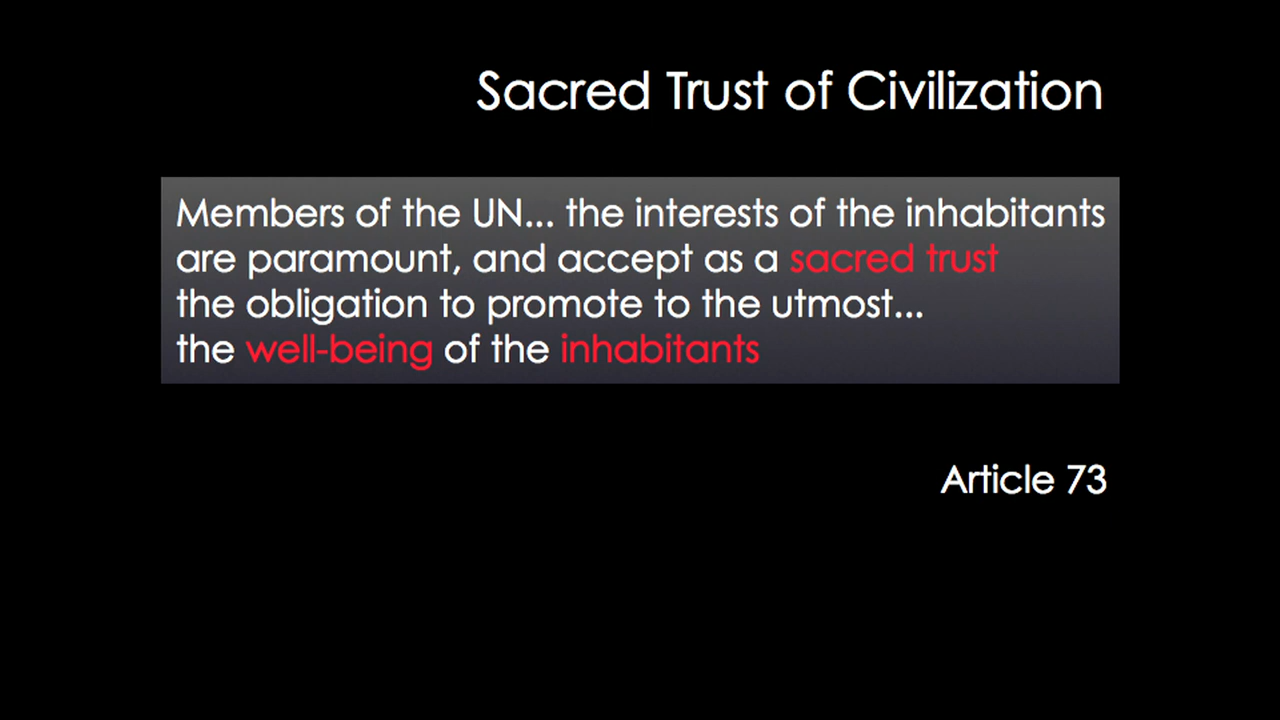 Sacred Trust of Civilization
Members of the UN... the interests of the inhabitants
are paramount, and accept as a sacred trust
the obligation to promote to the utmost...
the well-being of the inhabitants
Article 73